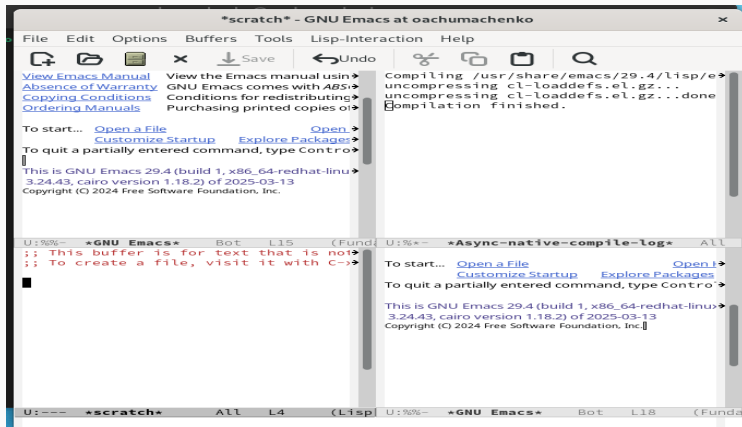 *scratch* - GNU Emacs at oachumachenko
File Edit Options Buffers Tools Lisp-Interaction Help
Save Undo
View Emacs Manual View the Emacs manual usin
Absence of Warranty GNU Emacs comes with ABS
Copying Conditions Conditions for redistributing
Ordering Manuals Purchasing printed copies of
To start... Open a File Open
Customize Startup Explore Packages
To quit a partially entered command, type Contro
This is GNU Emacs 29.4 (build 1, x86_64-redhat-linu
3.24.43, cairo version 1.18.2) of 2025-03-13
Copyright (C) 2024 Free Software Foundation, Inc.
U:%%- *GNU Emacs* Bot L15 (Funda
Compiling /usr/share/emacs/29.4/lisp/e
uncompressing cl-loaddefs.el.gz...
uncompressing cl-loaddefs.el.gz...done
Compilation finished.
U:%*- *Async-native-compile-log* All
;; This buffer is for text that is not
;; To create a file, visit it with C-x
U:--- *scratch* All L4 (Lisp
To start... Open a File Open
Customize Startup Explore Packages
To quit a partially entered command, type Contro
This is GNU Emacs 29.4 (build 1, x86_64-redhat-linu
3.24.43, cairo version 1.18.2) of 2025-03-13
Copyright (C) 2024 Free Software Foundation, Inc.
U:%%- *GNU Emacs* Bot L18 (Funda